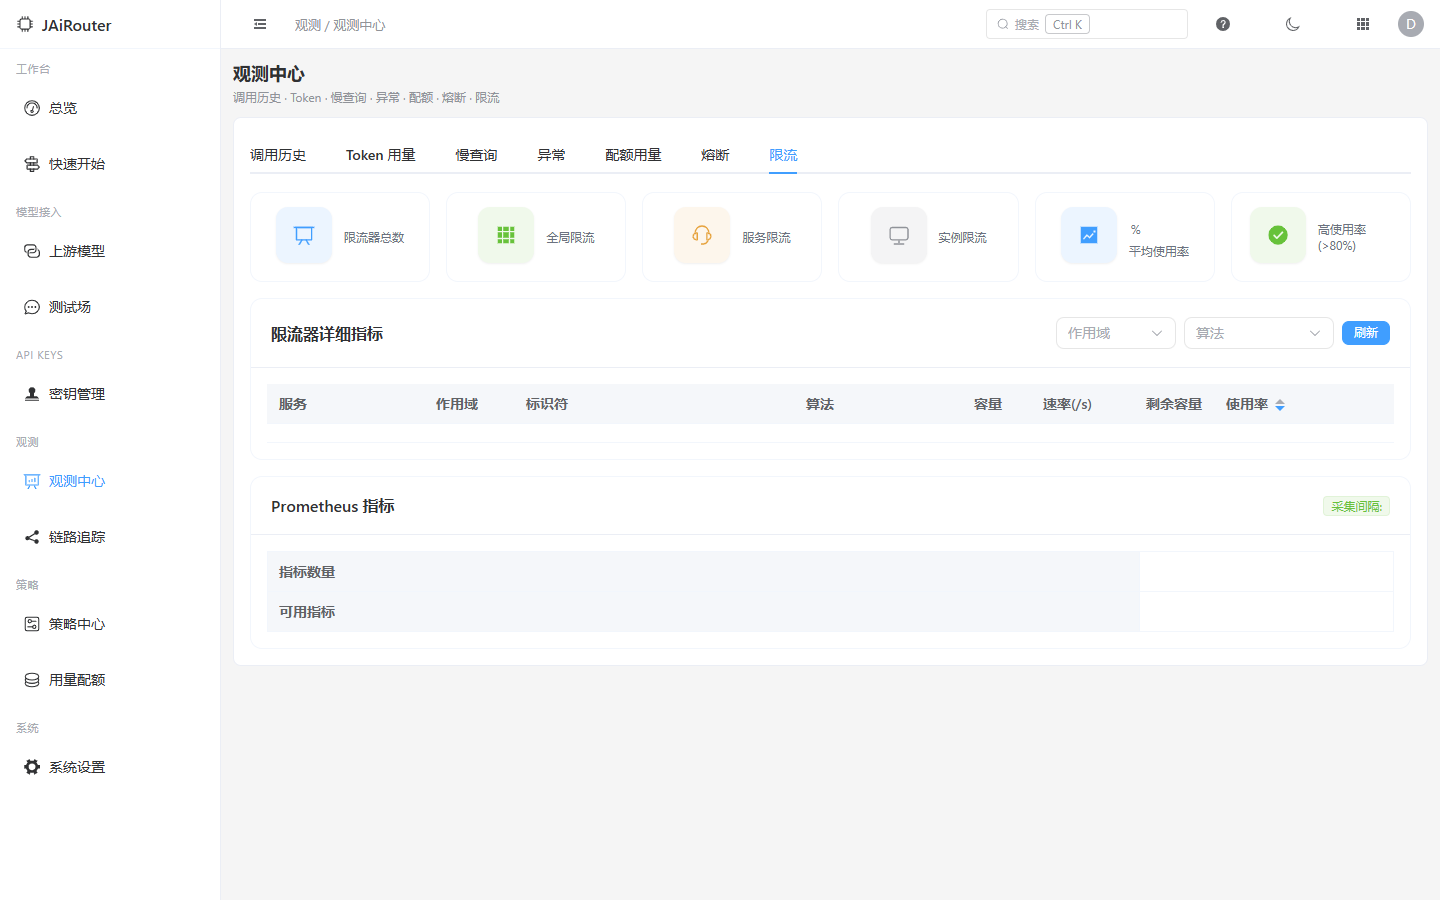 JAiRouter
观测 / 观测中心
搜索 Ctrl K
D
工作台
总览
快速开始
模型接入
上游模型
测试场
API KEYS
密钥管理
观测
观测中心
链路追踪
策略
策略中心
用量配额
系统
系统设置
观测中心
调用历史 · Token · 慢查询 · 异常 · 配额 · 熔断 · 限流
调用历史 Token 用量 慢查询 异常 配额用量 熔断 限流
限流器总数
全局限流
服务限流
实例限流
%
平均使用率
高使用率
(>80%)
限流器详细指标
作用域 算法 刷新
服务 作用域 标识符 算法 容量 速率(/s) 剩余容量 使用率
Prometheus 指标
采集间隔:
指标数量
可用指标